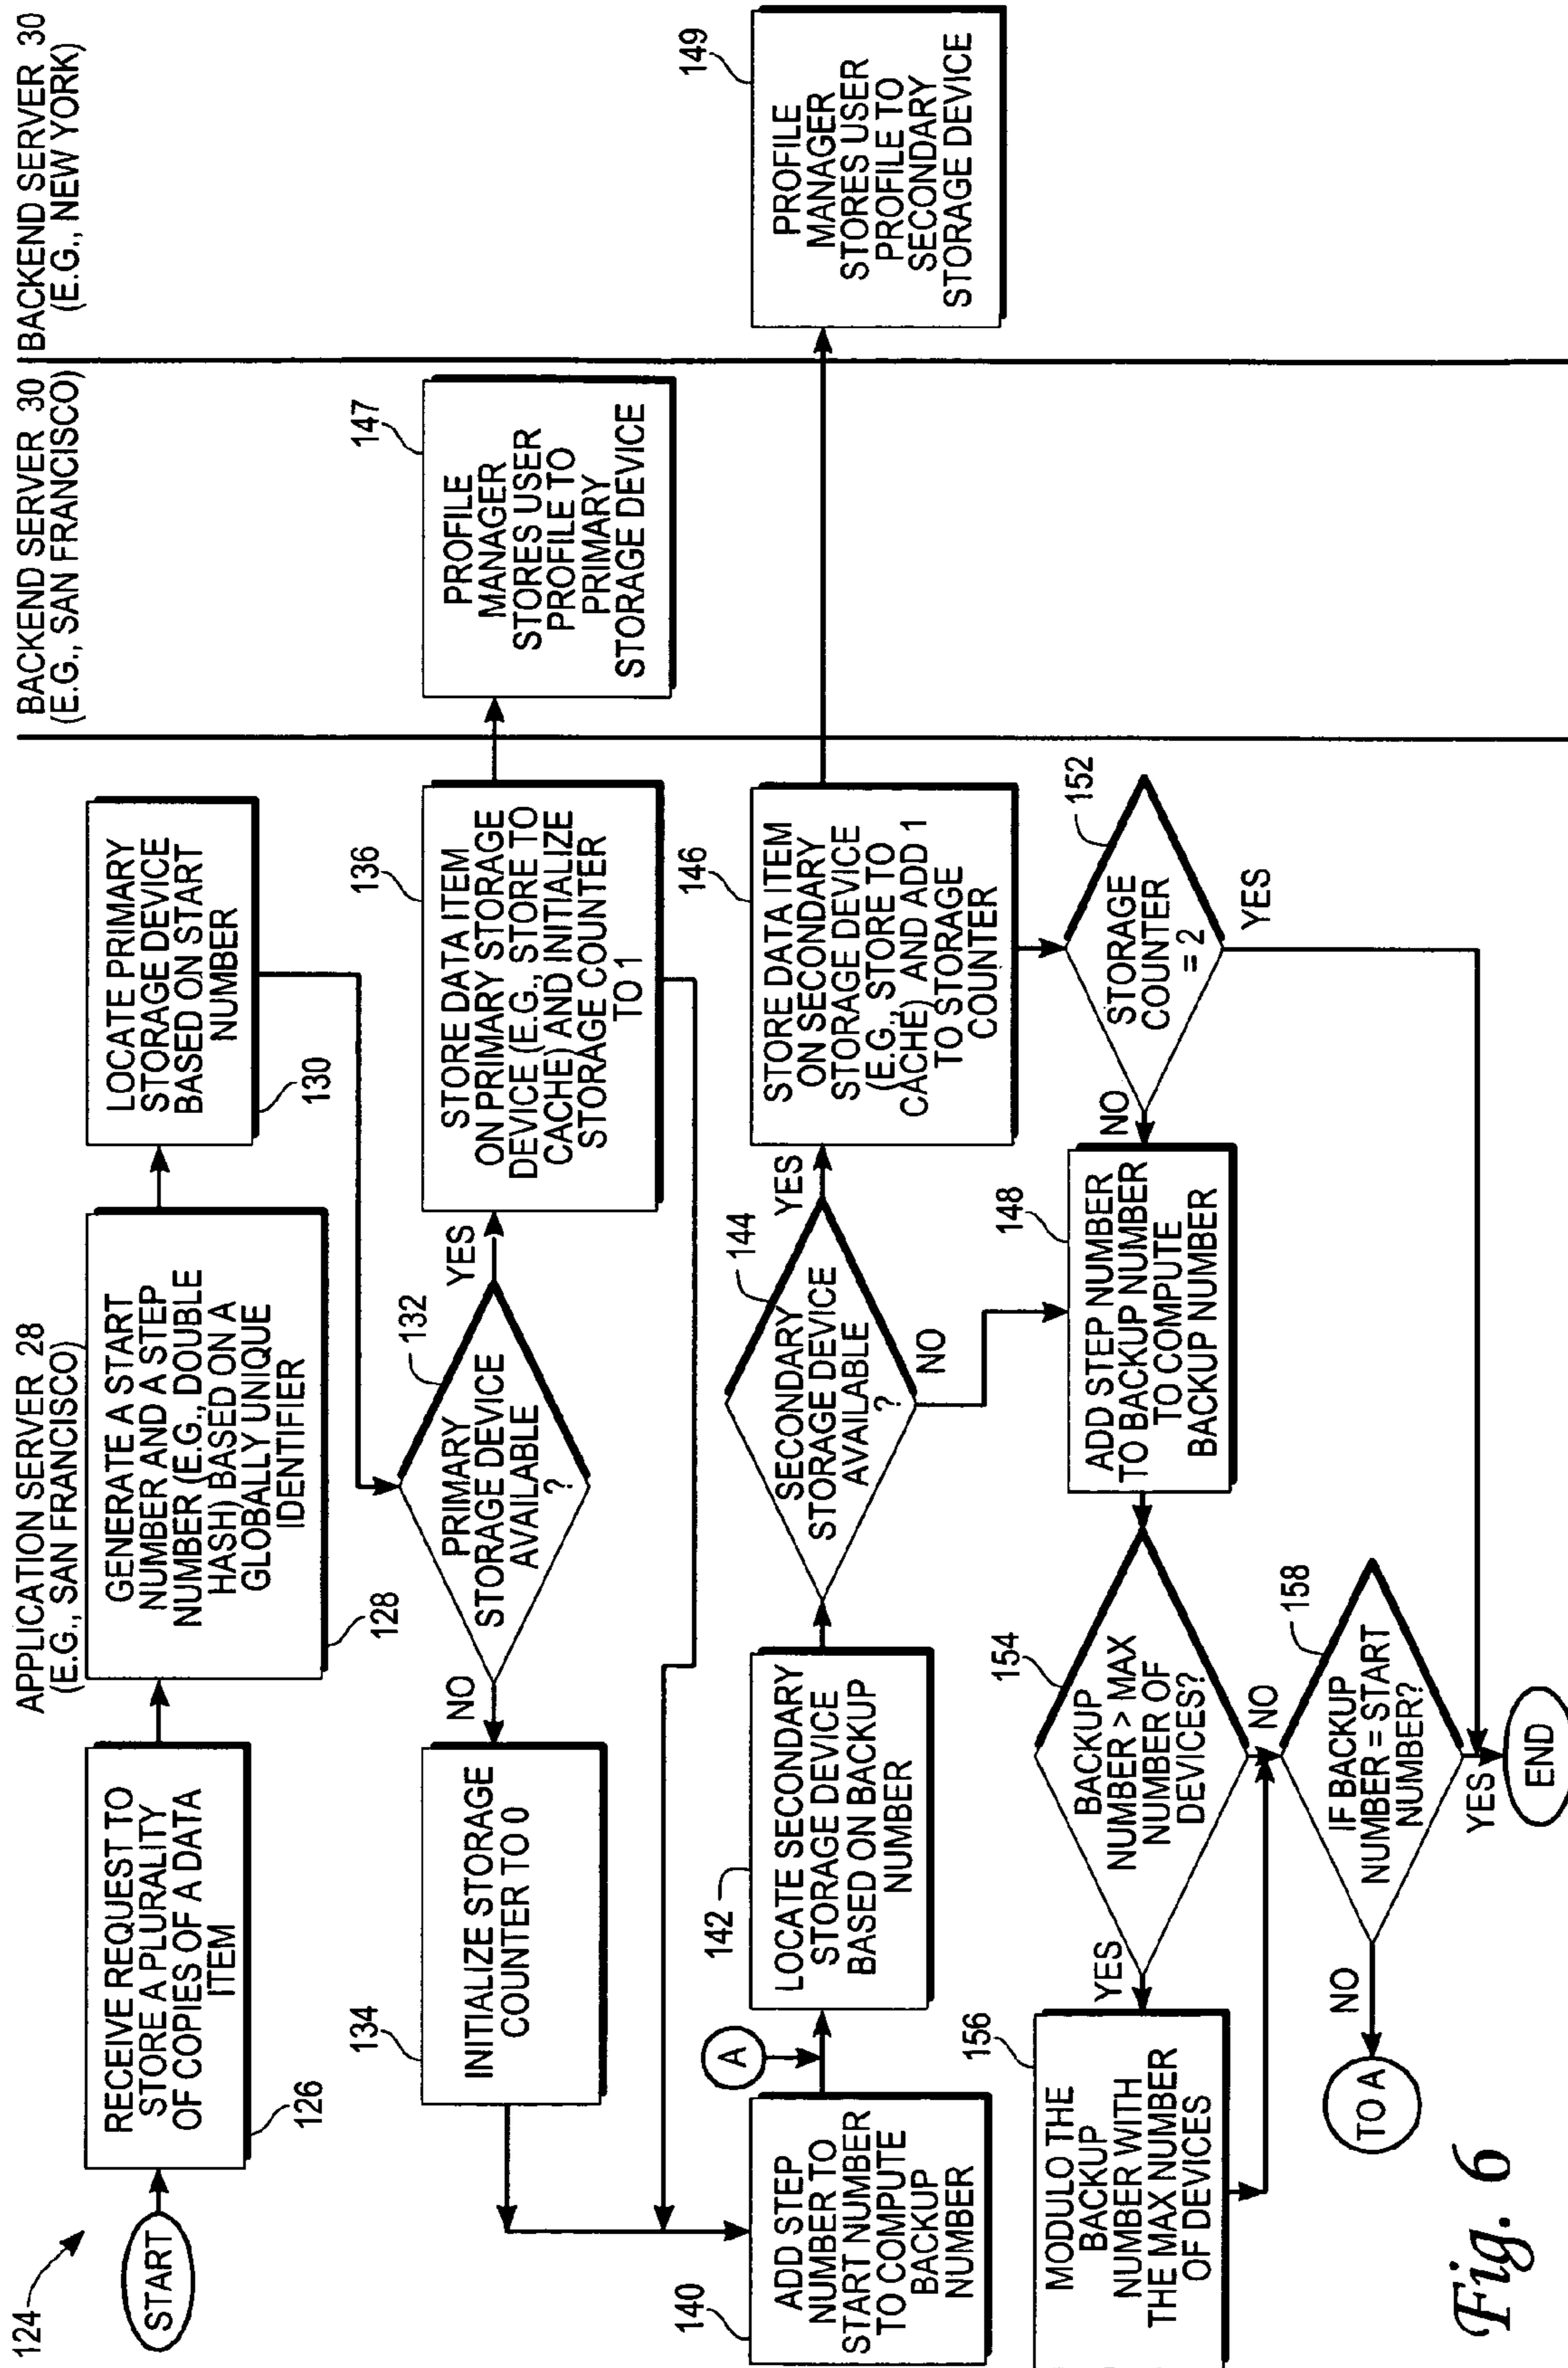 APPLICATION SERVER 28
(E.G., SAN FRANCISCO)
BACKEND SERVER 30
(E.G., SAN FRANCISCO)
BACKEND SERVER 30
(E.G., NEW YORK)
124
START
RECEIVE REQUEST TO
STORE A PLURALITY
OF COPIES OF A DATA
ITEM
126
GENERATE A START
NUMBER AND A STEP
NUMBER (E.G., DOUBLE
HASH) BASED ON A
GLOBALLY UNIQUE
IDENTIFIER
128
LOCATE PRIMARY
STORAGE DEVICE
BASED ON START
NUMBER
130
134
INITIALIZE STORAGE
COUNTER TO 0
NO
PRIMARY
STORAGE DEVICE
AVAILABLE
?
132
YES
136
STORE DATA ITEM
ON PRIMARY STORAGE
DEVICE (E.G., STORE TO
CACHE) AND INITIALIZE
STORAGE COUNTER
TO 1
147
PROFILE
MANAGER
STORES USER
PROFILE TO
PRIMARY
STORAGE DEVICE
140
ADD STEP
NUMBER TO
START NUMBER
TO COMPUTE
BACKUP
NUMBER
A
142
LOCATE SECONDARY
STORAGE DEVICE
BASED ON BACKUP
NUMBER
144
SECONDARY
STORAGE DEVICE
AVAILABLE
?
YES
NO
146
STORE DATA ITEM
ON SECONDARY
STORAGE DEVICE
(E.G., STORE TO
CACHE) AND ADD 1
TO STORAGE
COUNTER
149
PROFILE
MANAGER
STORES USER
PROFILE TO
SECONDARY
STORAGE DEVICE
156
MODULO THE
BACKUP
NUMBER WITH
THE MAX NUMBER
OF DEVICES
YES
154
BACKUP
NUMBER > MAX
NUMBER OF
DEVICES?
NO
148
ADD STEP NUMBER
TO BACKUP NUMBER
TO COMPUTE
BACKUP NUMBER
NO
152
STORAGE
COUNTER
= 2
YES
TO A
NO
158
IF BACKUP
NUMBER = START
NUMBER?
YES
END
Fig. 6